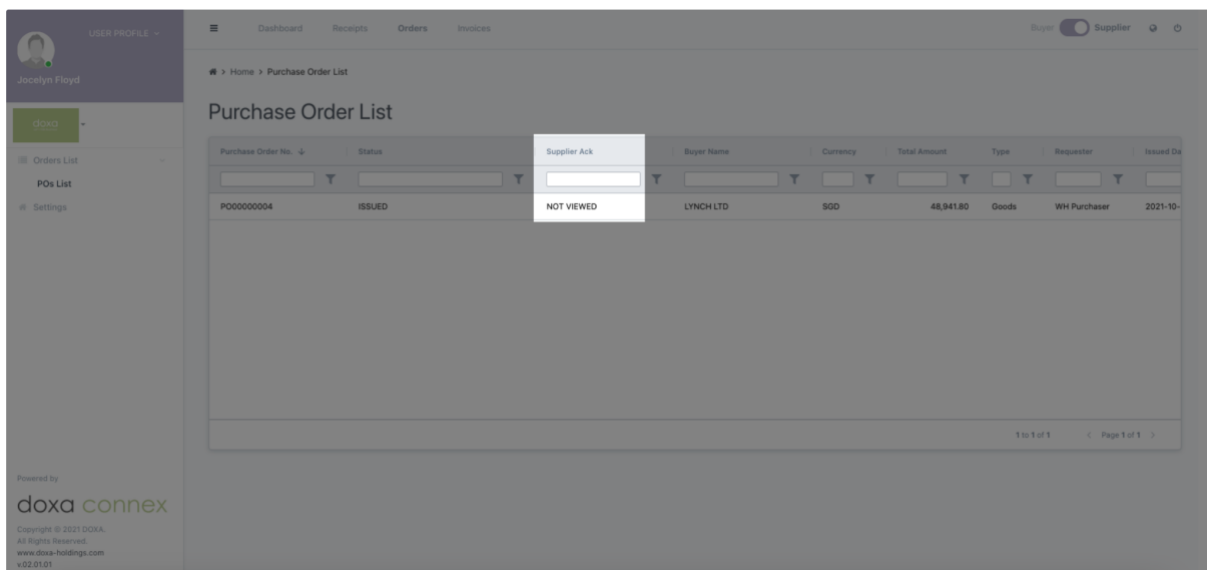 USER PROFILE
Jocelyn Floyd
doxa
Orders List
POs List
Settings
Powered by
doxa connex
Copyright © 2021 DOXA.
All Rights Reserved.
www.doxa-holdings.com
v.02.01.01
Dashboard Receipts Orders Invoices Buyer Supplier
> Home > Purchase Order List
Purchase Order List
Purchase Order No. ↓ Status Supplier Ack Buyer Name Currency Total Amount Type Requester Issued Da
PO00000004 ISSUED NOT VIEWED LYNCH LTD SGD 48,941.80 Goods WH Purchaser 2021-10-
1 to 1 of 1 < Page 1 of 1 >